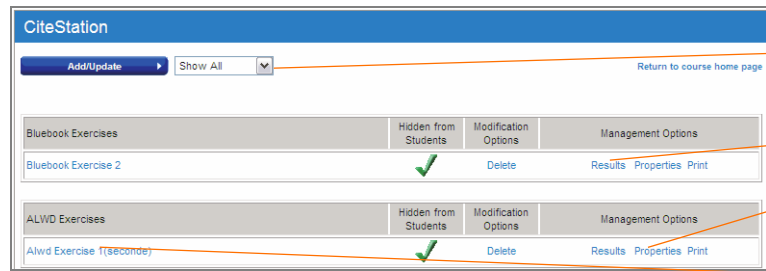 CiteStation
Add/Update Show All Return to course home page
Bluebook Exercises Hidden from Students Modification Options Management Options
Bluebook Exercise 2 Delete Results Properties Print
ALWD Exercises Hidden from Students Modification Options Management Options
Alwd Exercise 1(seconde) Delete Results Properties Print